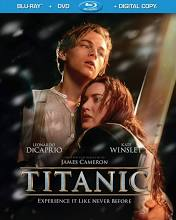 BLU-RAY + DVD + DIGITAL COPY
LEONARDO
DICAPRIO
KATE
WINSLET
JAMES CAMERON
TITANIC
EXPERIENCE IT LIKE NEVER BEFORE